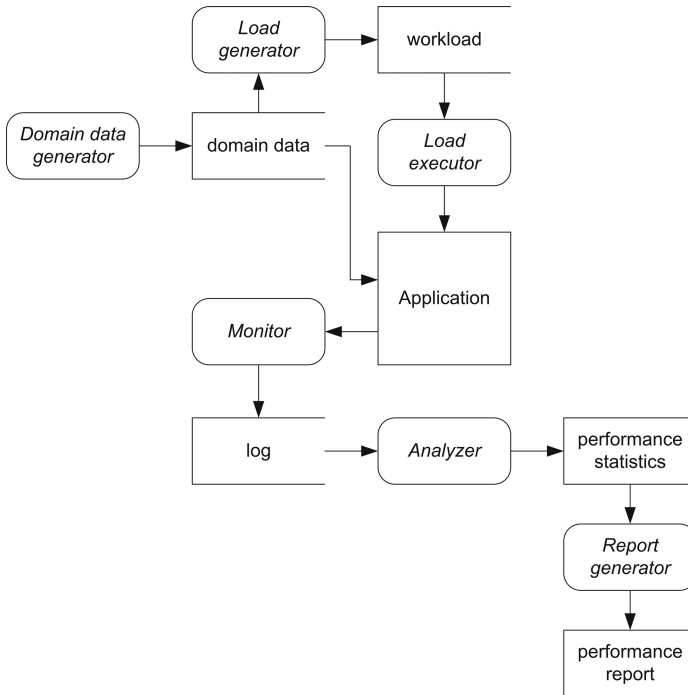 Load
generator
workload
Domain data
generator
domain data
Load
executor
Application
Monitor
log
Analyzer
performance
statistics
Report
generator
performance
report